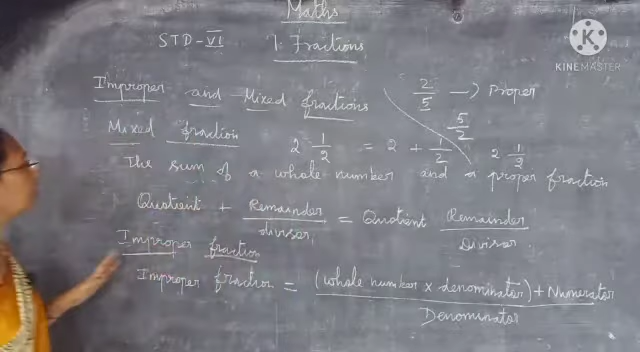 Maths
STD - VI 1. Fractions
KINEMASTER
Improper and Mixed fractions 2/5 → Proper
5/2
Mixed fraction 2 1/2 = 2 + 1/2 2 1/2
The sum of a whole number and a proper fraction
Quotient + Remainder/divisor = Quotient Remainder/Divisor
Improper fraction
Improper fraction = (whole number x denominator) + Numerator / Denominator